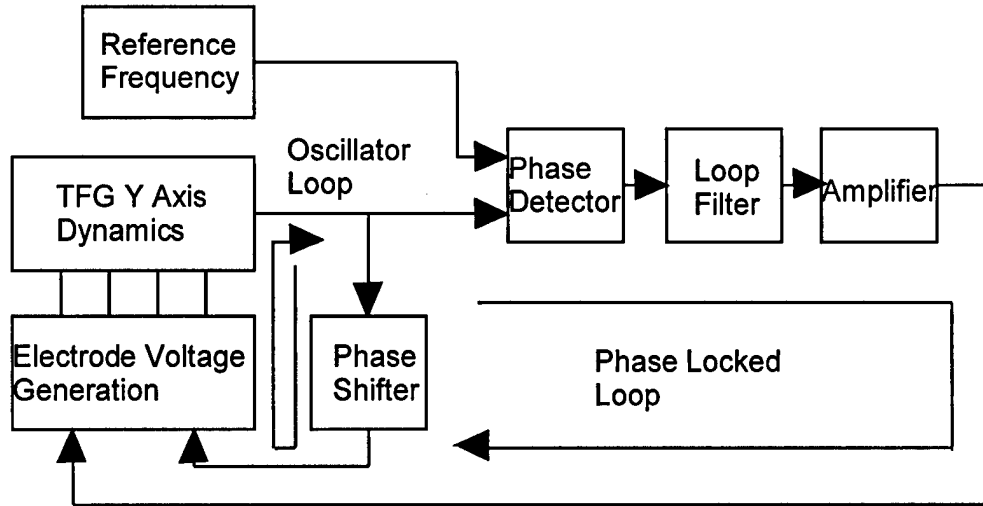 Reference
Frequency
Oscillator
Loop
TFG Y Axis
Dynamics
Phase
Detector
Loop
Filter
Amplifier
Electrode Voltage
Generation
Phase
Shifter
Phase Locked
Loop